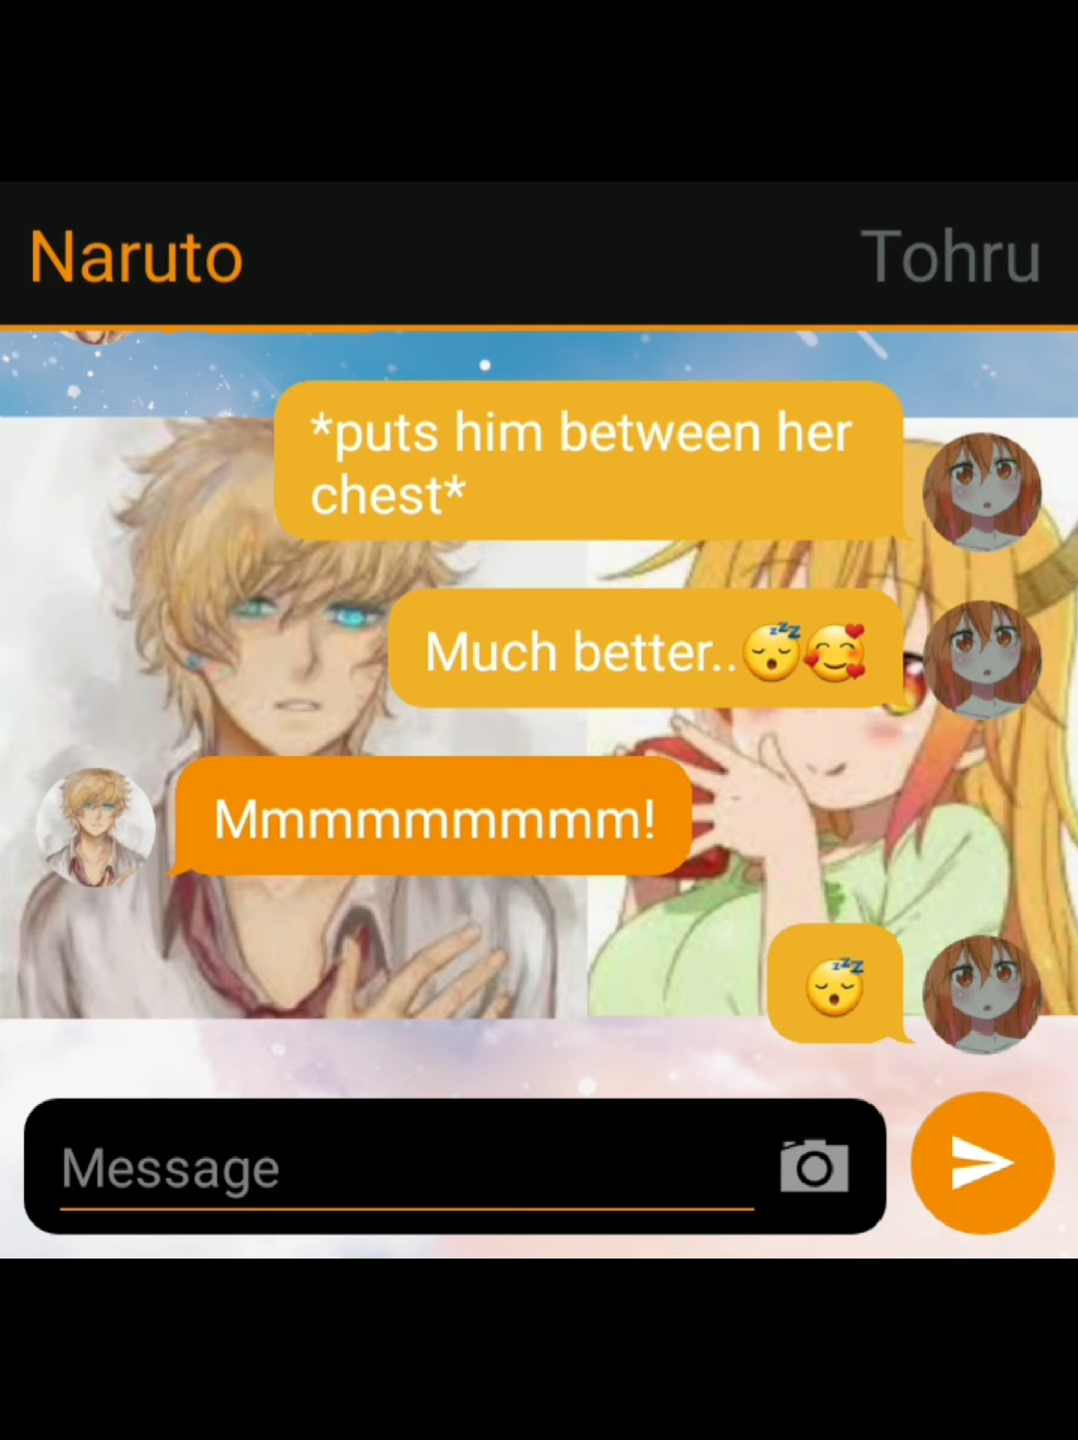 Naruto
Tohru
*puts him between her
chest*
Much better..😴🥰
Mmmmmmmmm!
😴
Message